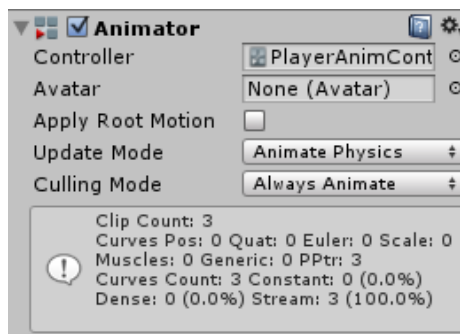 Animator
Controller PlayerAnimCont
Avatar None (Avatar)
Apply Root Motion
Update Mode Animate Physics
Culling Mode Always Animate
Clip Count: 3
Curves Pos: 0 Quat: 0 Euler: 0 Scale: 0
Muscles: 0 Generic: 0 PPtr: 3
Curves Count: 3 Constant: 0 (0.0%)
Dense: 0 (0.0%) Stream: 3 (100.0%)